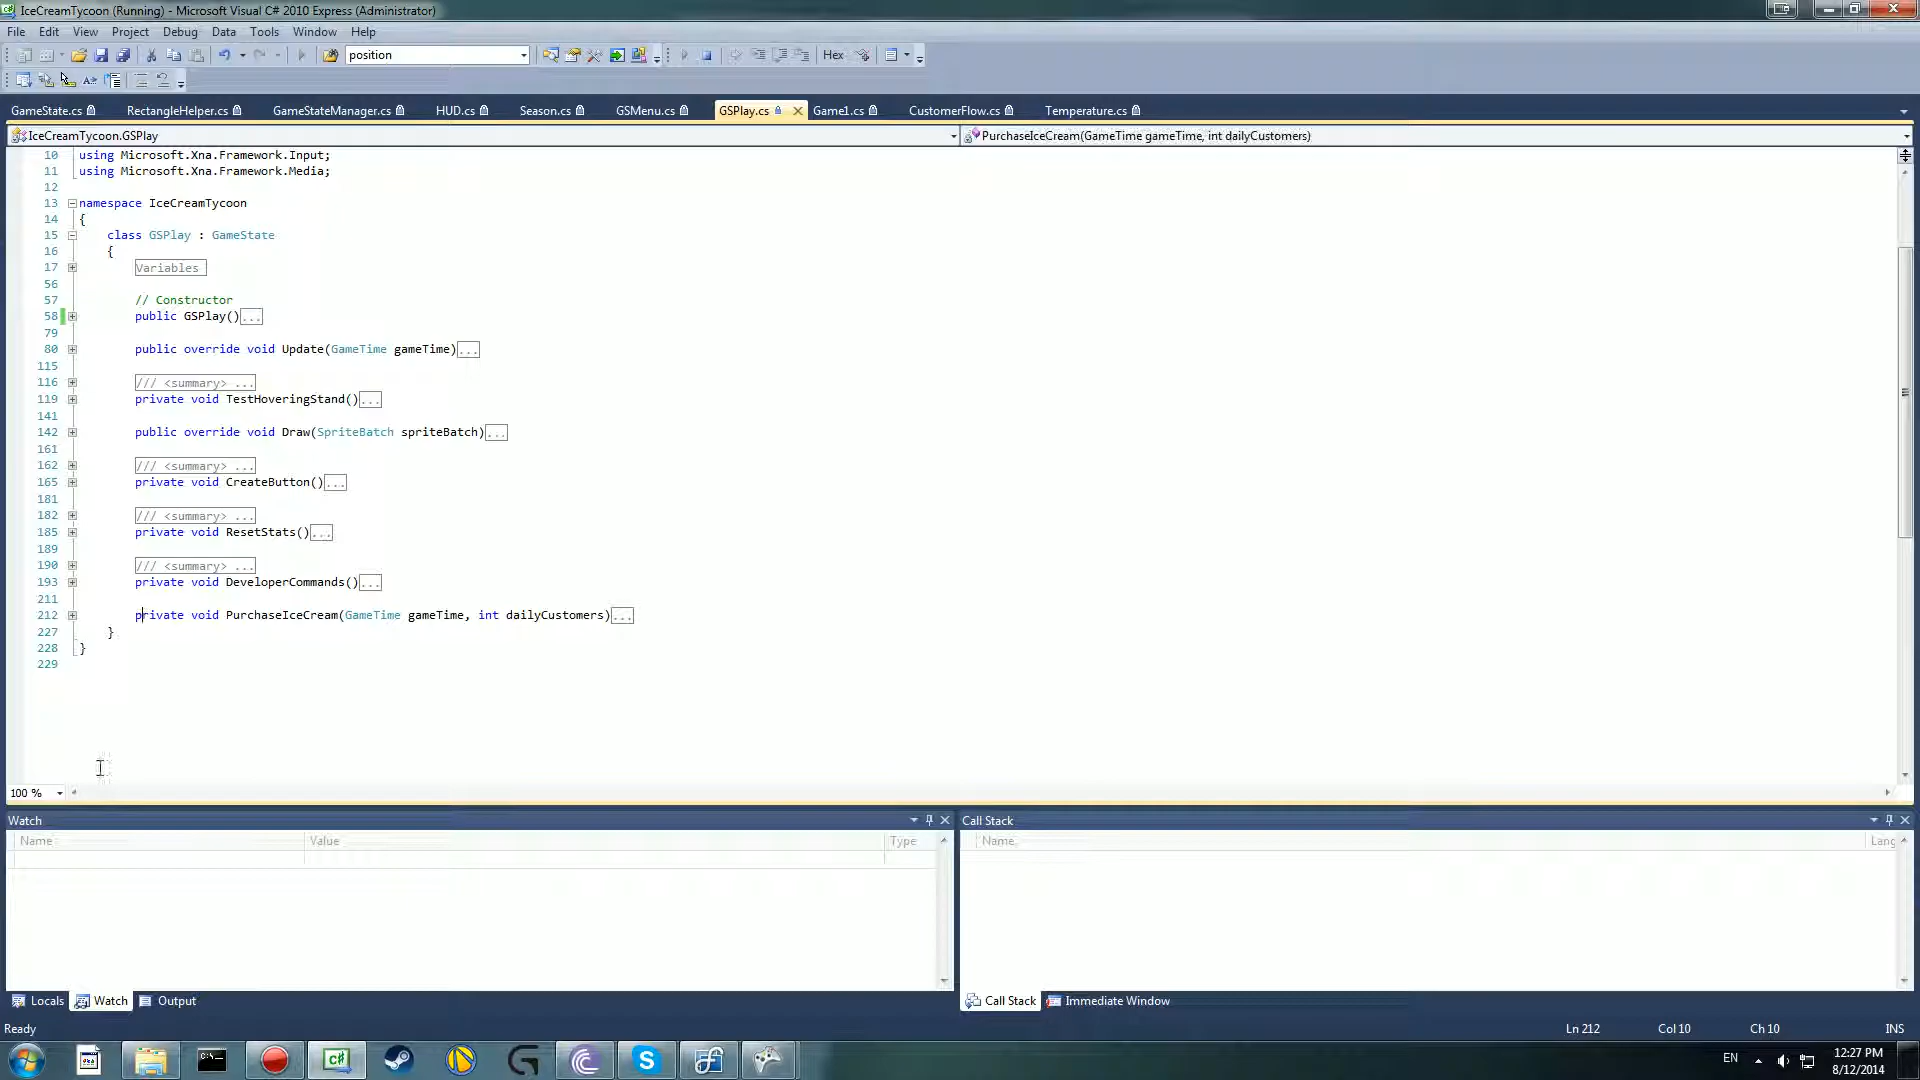 IceCreamTycoon (Running) - Microsoft Visual C# 2010 Express (Administrator)
File Edit View Project Debug Data Tools Window Help
position
Hex
GameState.cs RectangleHelper.cs GameStateManager.cs HUD.cs Season.cs GSMenu.cs GSPlay.cs Game1.cs CustomerFlow.cs Temperature.cs
IceCreamTycoon.GSPlay PurchaseIceCream(GameTime gameTime, int dailyCustomers)
10 using Microsoft.Xna.Framework.Input;
11 using Microsoft.Xna.Framework.Media;
12
13 namespace IceCreamTycoon
14 {
15 class GSPlay : GameState
16 {
17 Variables
56
57 // Constructor
58 public GSPlay()...
79
80 public override void Update(GameTime gameTime)...
115
116 /// <summary> ...
119 private void TestHoveringStand()...
141
142 public override void Draw(SpriteBatch spriteBatch)...
161
162 /// <summary> ...
165 private void CreateButton()...
181
182 /// <summary> ...
185 private void ResetStats()...
189
190 /// <summary> ...
193 private void DeveloperCommands()...
211
212 private void PurchaseIceCream(GameTime gameTime, int dailyCustomers)...
227 }
228 }
229
100 %
Watch Call Stack
Name Value Type Name Lang
Locals Watch Output Call Stack Immediate Window
Ready Ln 212 Col 10 Ch 10 INS
EN 12:27 PM
8/12/2014